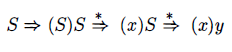 S ⇒ (S)S ⇒* (x)S ⇒* (x)y